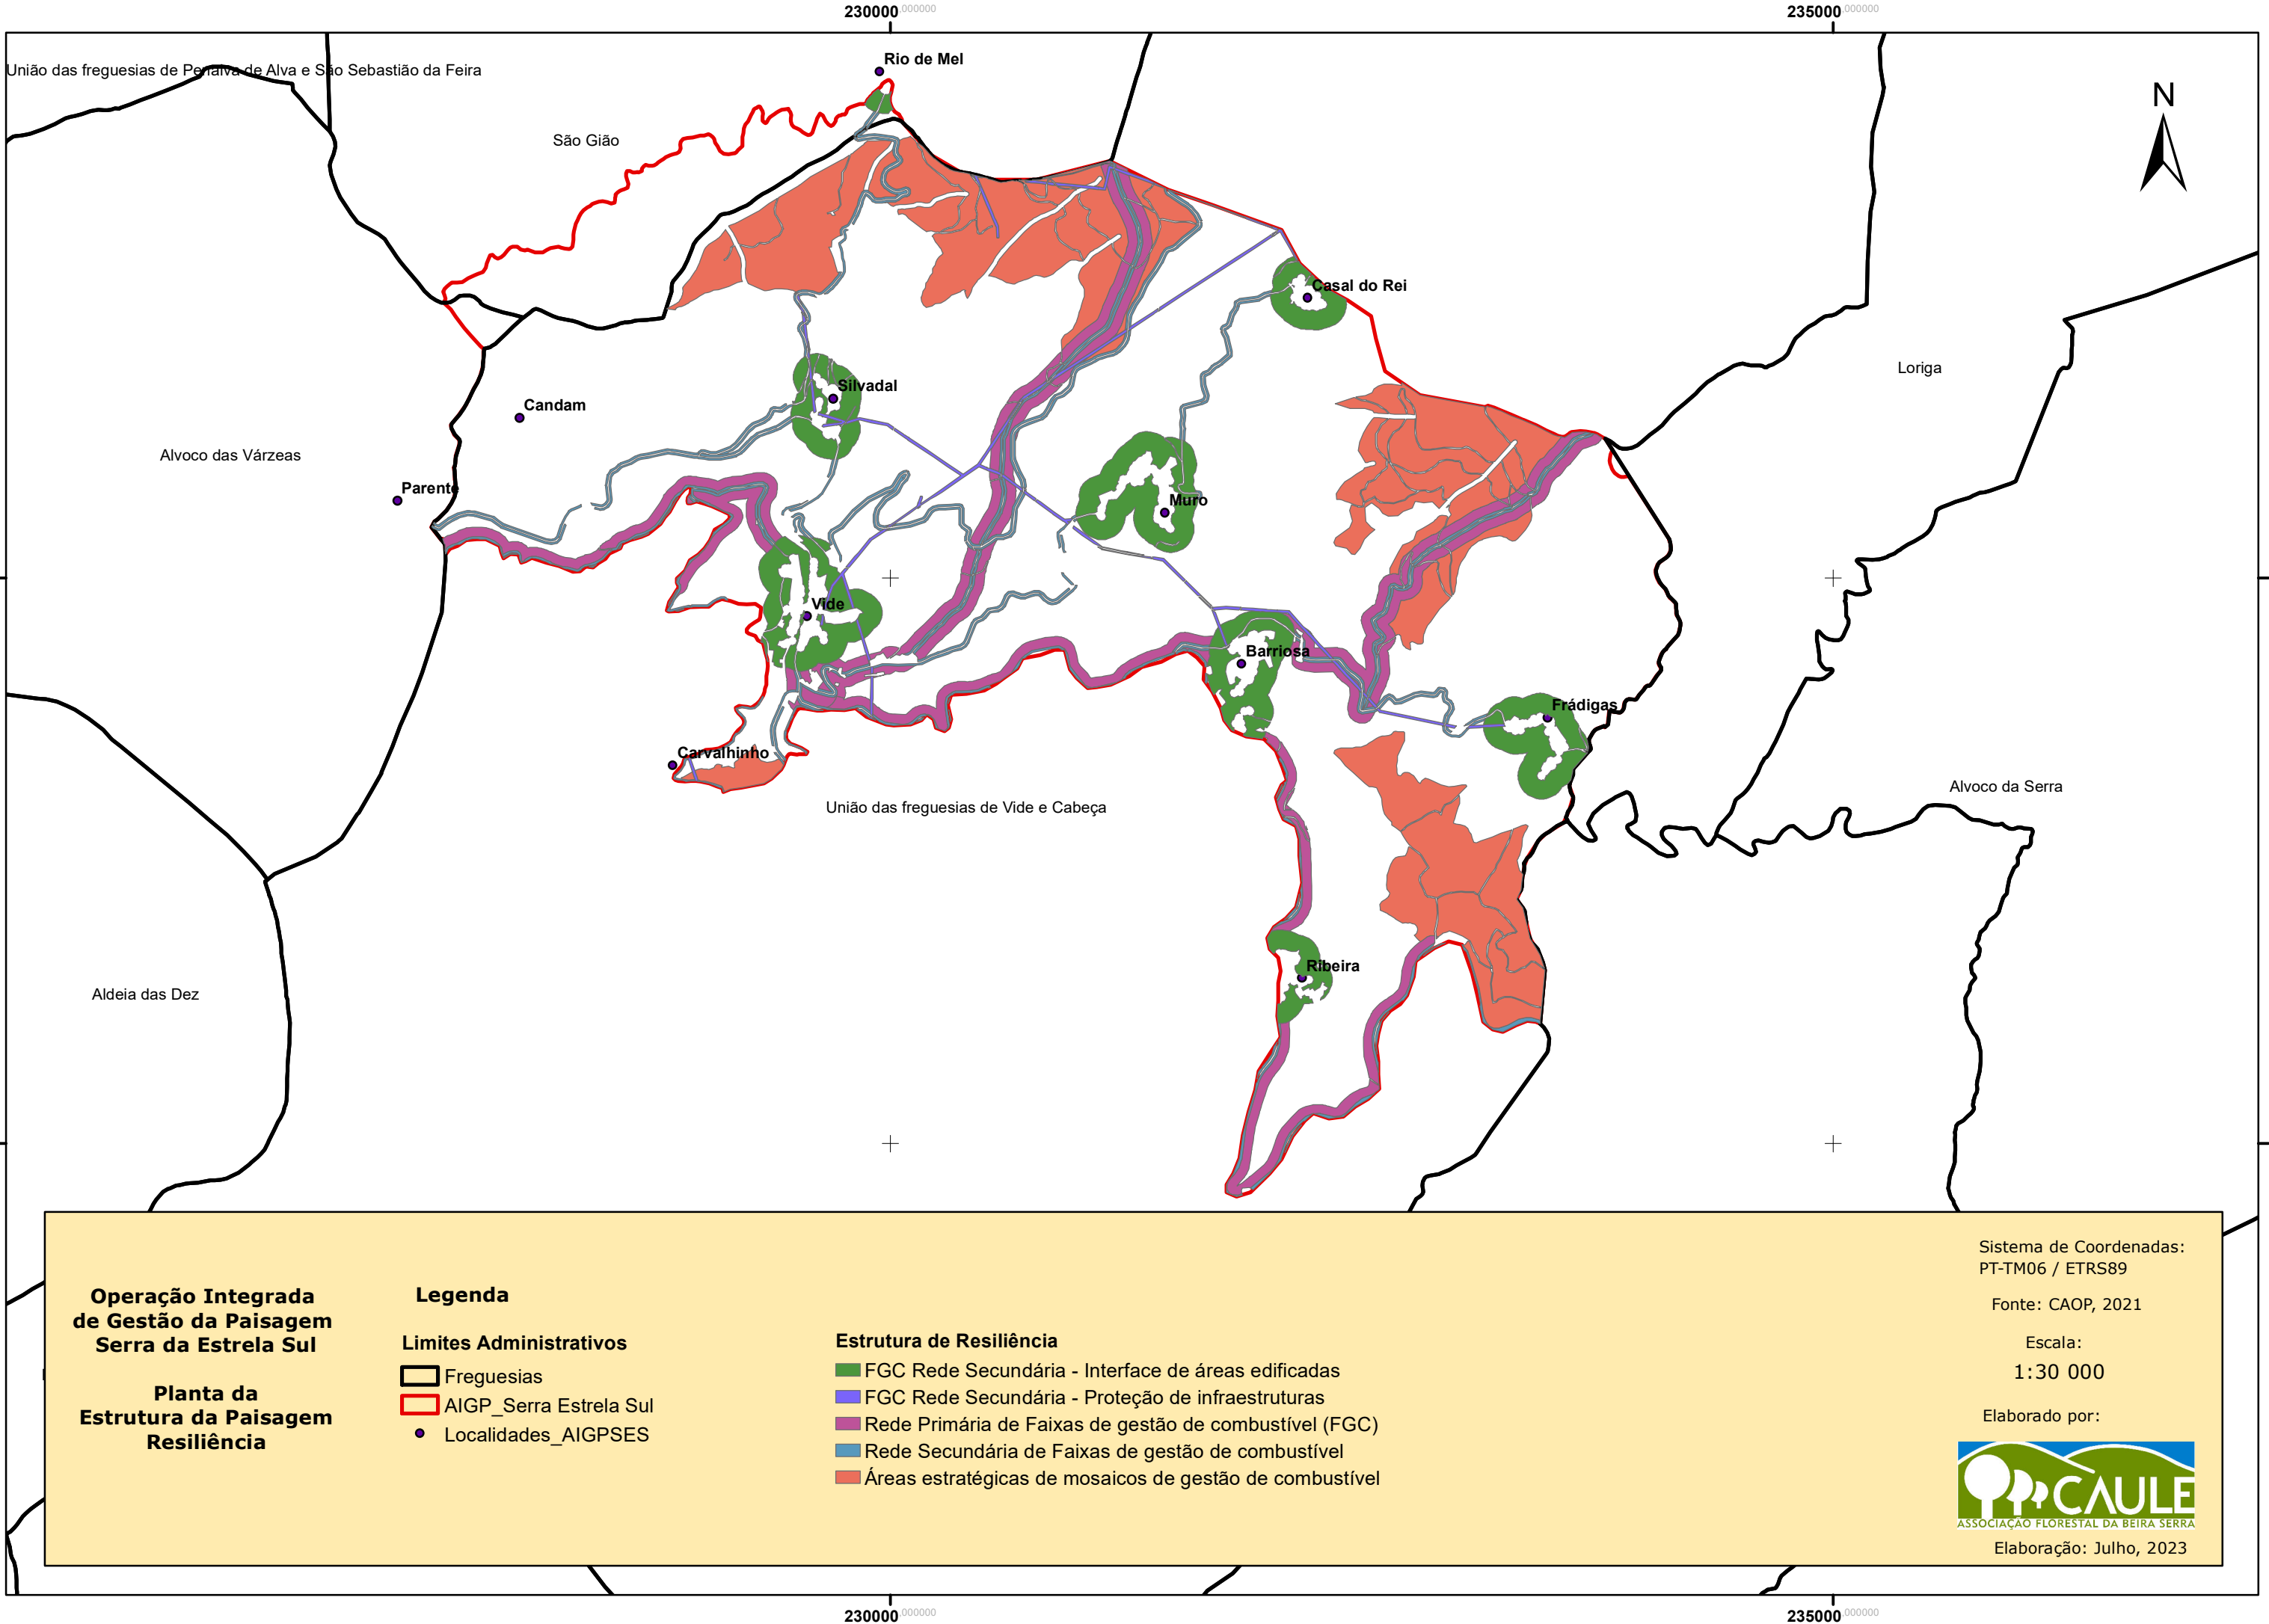 230000.000000
235000.000000
Rio de Mel
União das freguesias de Penalva de Alva e São Sebastião da Feira
N
São Gião
Casal do Rei
Loriga
Silvadal
Candam
Alvoco das Várzeas
Parente
Muro
Vide
Barriosa
Frádigas
Carvalhinho
Alvoco da Serra
União das freguesias de Vide e Cabeça
Ribeira
Aldeia das Dez
Operação Integrada
de Gestão da Paisagem
Serra da Estrela Sul
Planta da
Estrutura da Paisagem
Resiliência
Legenda
Limites Administrativos
Freguesias
AIGP_Serra Estrela Sul
Localidades_AIGPSES
Estrutura de Resiliência
FGC Rede Secundária - Interface de áreas edificadas
FGC Rede Secundária - Proteção de infraestruturas
Rede Primária de Faixas de gestão de combustível (FGC)
Rede Secundária de Faixas de gestão de combustível
Áreas estratégicas de mosaicos de gestão de combustível
Sistema de Coordenadas:
PT-TM06 / ETRS89
Fonte: CAOP, 2021
Escala:
1:30 000
Elaborado por:
CAULE
ASSOCIAÇÃO FLORESTAL DA BEIRA SERRA
Elaboração: Julho, 2023
230000.000000
235000.000000